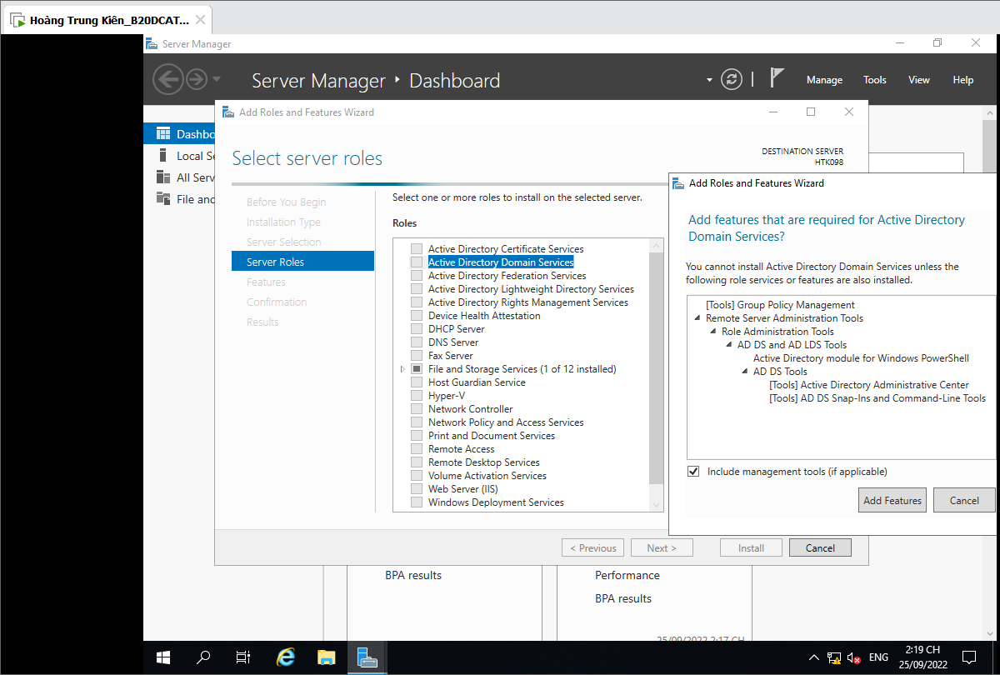 Hoàng Trung Kiên_B20DCAT...
Server Manager
Server Manager Dashboard
Manage Tools View Help
Dashbo
Local Se
All Serv
File and
Add Roles and Features Wizard
Select server roles
DESTINATION SERVER
HTK098
Before You Begin
Installation Type
Server Selection
Server Roles
Features
Confirmation
Results
Select one or more roles to install on the selected server.
Roles
Active Directory Certificate Services
Active Directory Domain Services
Active Directory Federation Services
Active Directory Lightweight Directory Services
Active Directory Rights Management Services
Device Health Attestation
DHCP Server
DNS Server
Fax Server
File and Storage Services (1 of 12 installed)
Host Guardian Service
Hyper-V
Network Controller
Network Policy and Access Services
Print and Document Services
Remote Access
Remote Desktop Services
Volume Activation Services
Web Server (IIS)
Windows Deployment Services
< Previous Next > Install Cancel
Add Roles and Features Wizard
Add features that are required for Active Directory
Domain Services?
You cannot install Active Directory Domain Services unless the
following role services or features are also installed.
[Tools] Group Policy Management
Remote Server Administration Tools
Role Administration Tools
AD DS and AD LDS Tools
Active Directory module for Windows PowerShell
AD DS Tools
[Tools] Active Directory Administrative Center
[Tools] AD DS Snap-Ins and Command-Line Tools
Include management tools (if applicable)
Add Features Cancel
BPA results
Performance
BPA results
25/09/2022 2:17 CH
ENG
2:19 CH
25/09/2022